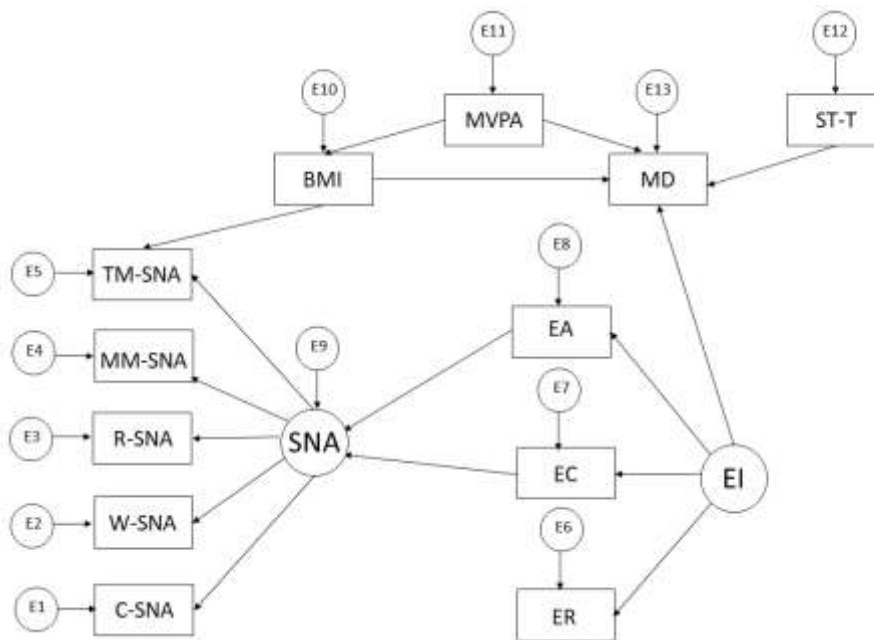 E11
E12
E10
E13
MVPA
ST-T
BMI
MD
E8
E5
TM-SNA
EA
E9
E4
MM-SNA
E7
E3
R-SNA
SNA
EC
EI
E2
W-SNA
E6
E1
C-SNA
ER